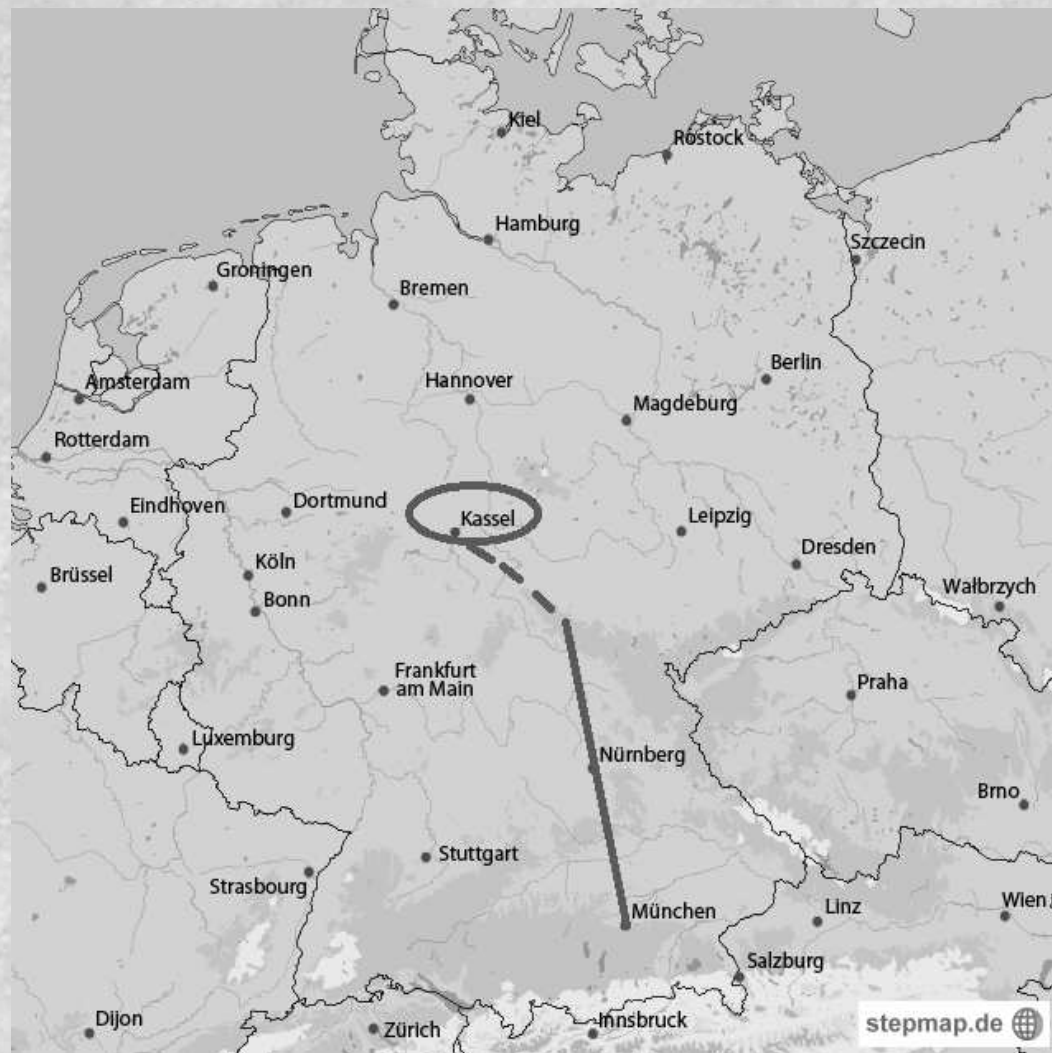 Kiel
Rostock
Hamburg
Szczecin
Groningen
Bremen
Berlin
Amsterdam
Hannover
Magdeburg
Rotterdam
Eindhoven
Dortmund
Kassel
Leipzig
Brüssel
Köln
Dresden
Bonn
Wałbrzych
Frankfurt
am Main
Praha
Luxemburg
Nürnberg
Brno
Stuttgart
Strasbourg
München
Linz
Wien
Salzburg
Dijon
Zürich
Innsbruck
stepmap.de